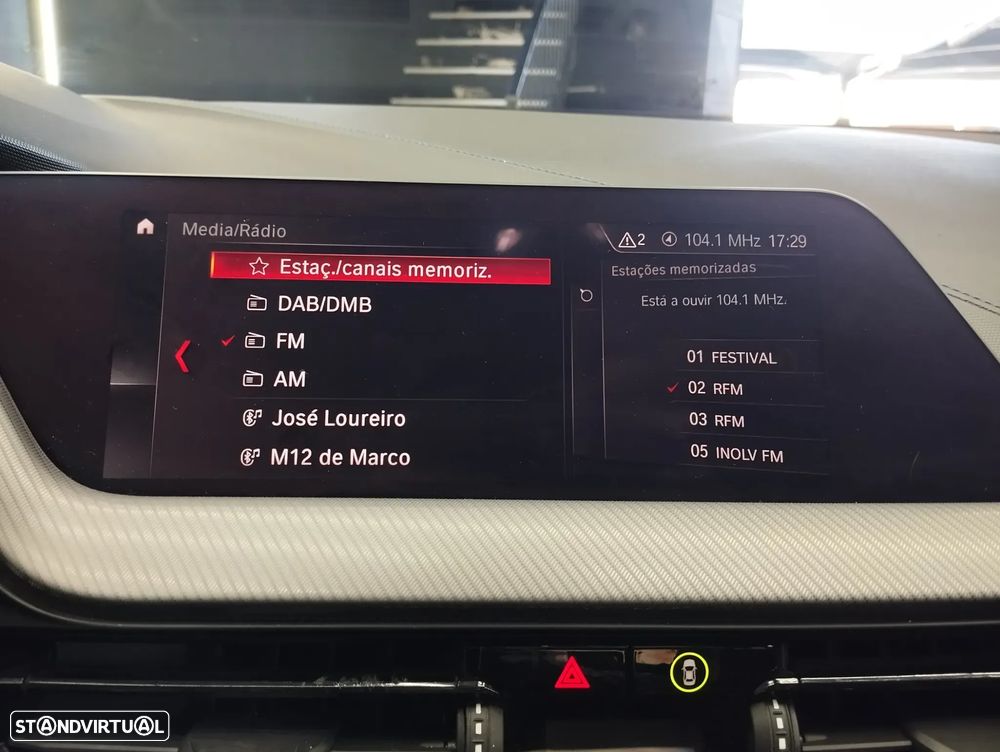 Media/Rádio
Estaç./canais memoriz.
DAB/DMB
FM
AM
José Loureiro
M12 de Marco
2 104.1 MHz 17:29
Estações memorizadas
Está a ouvir 104.1 MHz.
01 FESTIVAL
02 RFM
03 RFM
05 INOLV FM
STANDVIRTUAL